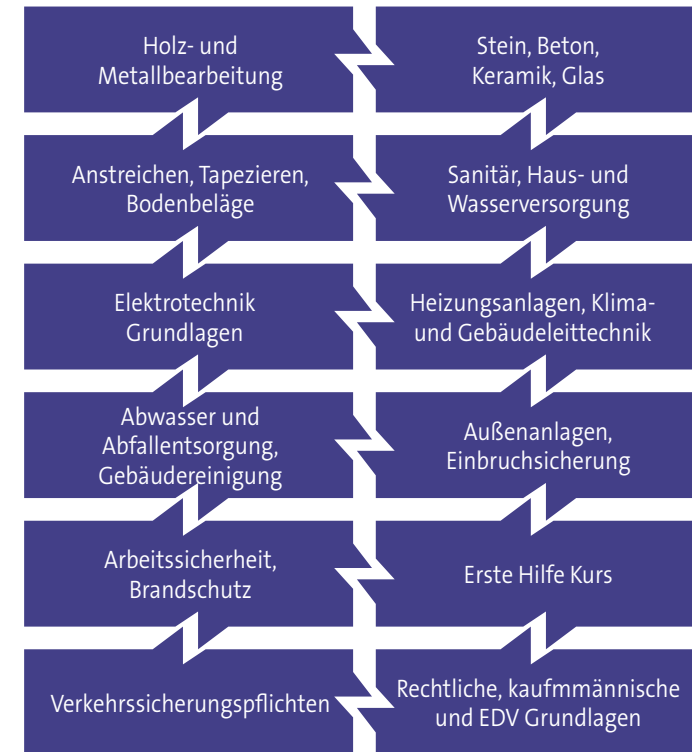 Holz- und
Metallbearbeitung
Stein, Beton,
Keramik, Glas
Anstreichen, Tapezieren,
Bodenbeläge
Sanitär, Haus- und
Wasserversorgung
Elektrotechnik
Grundlagen
Heizungsanlagen, Klima-
und Gebäudeleittechnik
Abwasser und
Abfallentsorgung,
Gebäudereinigung
Außenanlagen,
Einbruchsicherung
Arbeitssicherheit,
Brandschutz
Erste Hilfe Kurs
Verkehrssicherungspflichten
Rechtliche, kaufmmännische
und EDV Grundlagen